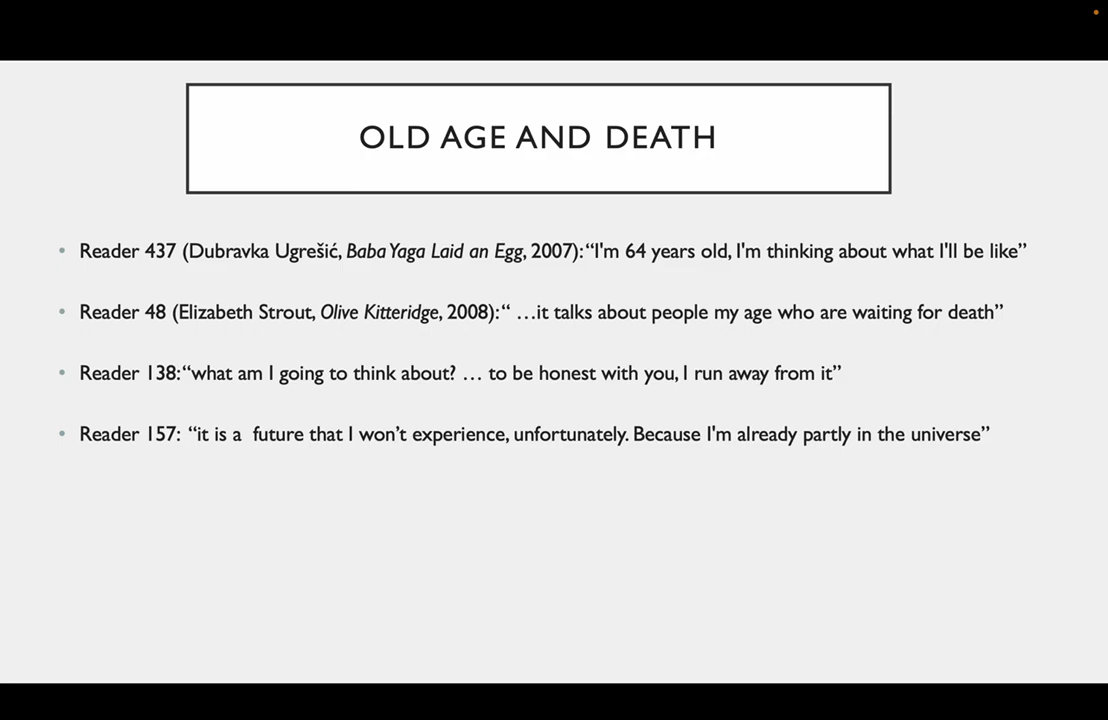 OLD AGE AND DEATH
• Reader 437 (Dubravka Ugrešić, Baba Yaga Laid an Egg, 2007):“I'm 64 years old, I'm thinking about what I'll be like”
• Reader 48 (Elizabeth Strout, Olive Kitteridge, 2008):“ …it talks about people my age who are waiting for death”
• Reader 138:“what am I going to think about? … to be honest with you, I run away from it”
• Reader 157: “it is a  future that I won’t experience, unfortunately. Because I'm already partly in the universe”